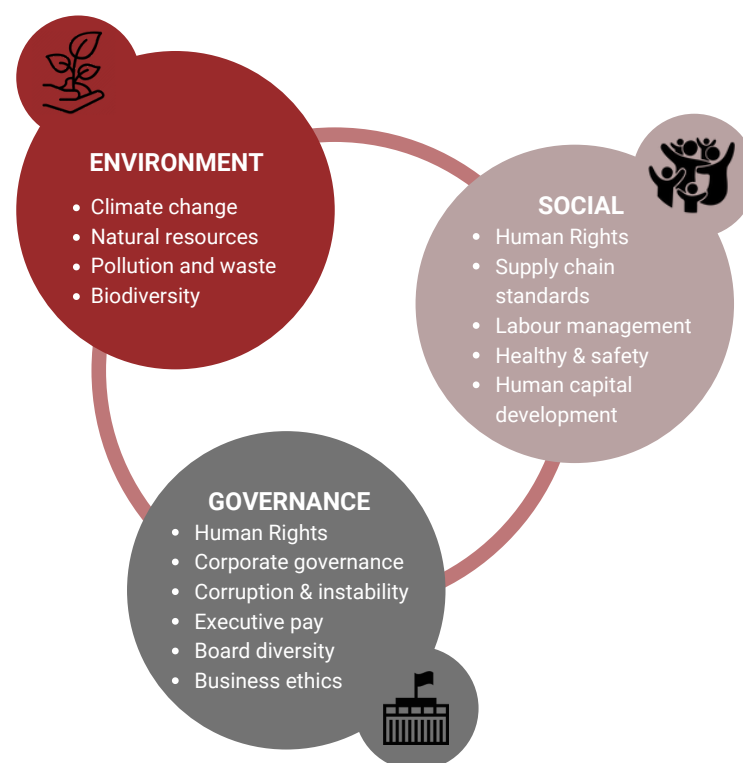 ENVIRONMENT
• Climate change
• Natural resources
• Pollution and waste
• Biodiversity
SOCIAL
• Human Rights
• Supply chain
standards
• Labour management
• Healthy & safety
• Human capital
development
GOVERNANCE
• Human Rights
• Corporate governance
• Corruption & instability
• Executive pay
• Board diversity
• Business ethics